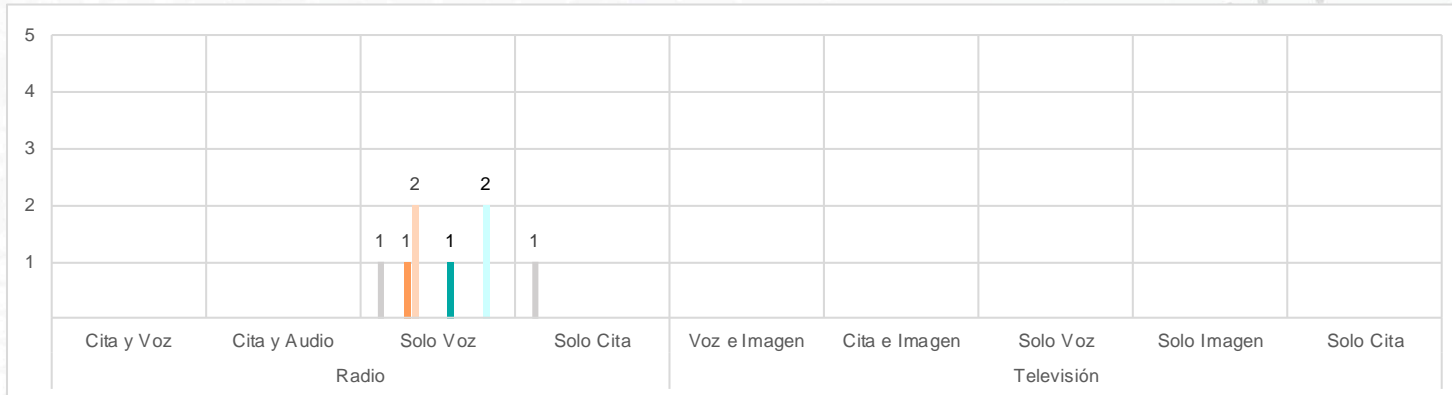 5
4
3
2
1
2 2
1 1 1 1
Cita y Voz Cita y Audio Solo Voz Solo Cita Voz e Imagen Cita e Imagen Solo Voz Solo Imagen Solo Cita
Radio Televisión